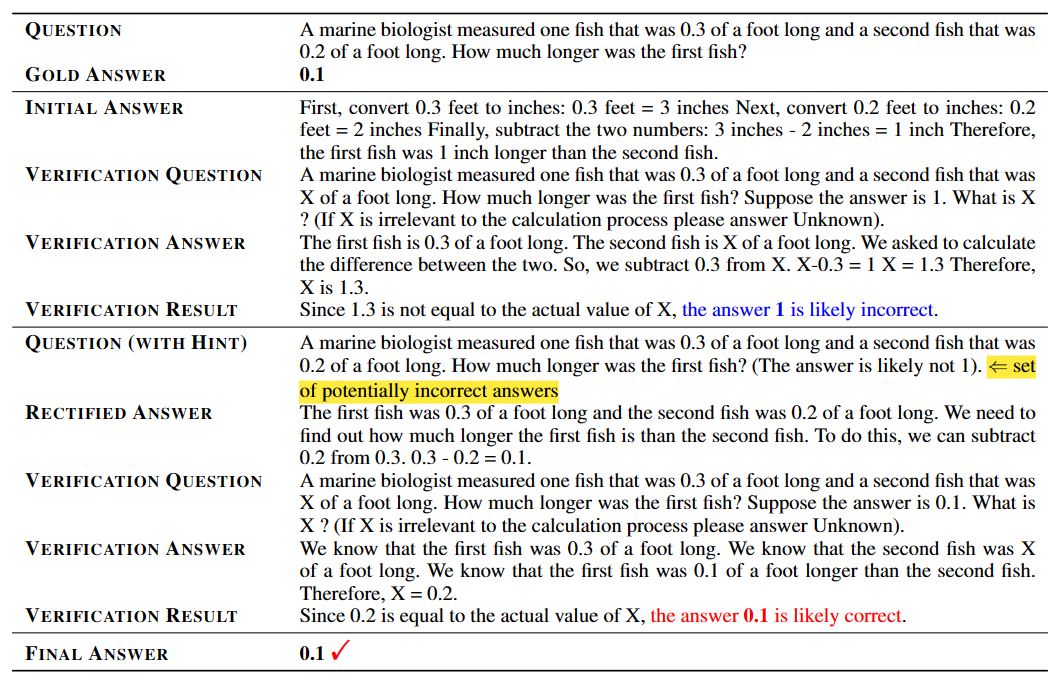 QUESTION A marine biologist measured one fish that was 0.3 of a foot long and a second fish that was
0.2 of a foot long. How much longer was the first fish?
GOLD ANSWER 0.1
INITIAL ANSWER First, convert 0.3 feet to inches: 0.3 feet = 3 inches Next, convert 0.2 feet to inches: 0.2
feet = 2 inches Finally, subtract the two numbers: 3 inches - 2 inches = 1 inch Therefore,
the first fish was 1 inch longer than the second fish.
VERIFICATION QUESTION A marine biologist measured one fish that was 0.3 of a foot long and a second fish that was
X of a foot long. How much longer was the first fish? Suppose the answer is 1. What is X
? (If X is irrelevant to the calculation process please answer Unknown).
VERIFICATION ANSWER The first fish is 0.3 of a foot long. The second fish is X of a foot long. We asked to calculate
the difference between the two. So, we subtract 0.3 from X. X-0.3 = 1 X = 1.3 Therefore,
X is 1.3.
VERIFICATION RESULT Since 1.3 is not equal to the actual value of X, the answer 1 is likely incorrect.
QUESTION (WITH HINT) A marine biologist measured one fish that was 0.3 of a foot long and a second fish that was
0.2 of a foot long. How much longer was the first fish? (The answer is likely not 1). ⇐ set
of potentially incorrect answers
RECTIFIED ANSWER The first fish was 0.3 of a foot long and the second fish was 0.2 of a foot long. We need to
find out how much longer the first fish is than the second fish. To do this, we can subtract
0.2 from 0.3. 0.3 - 0.2 = 0.1.
VERIFICATION QUESTION A marine biologist measured one fish that was 0.3 of a foot long and a second fish that was
X of a foot long. How much longer was the first fish? Suppose the answer is 0.1. What is
X ? (If X is irrelevant to the calculation process please answer Unknown).
VERIFICATION ANSWER We know that the first fish was 0.3 of a foot long. We know that the second fish was X
of a foot long. We know that the first fish was 0.1 of a foot longer than the second fish.
Therefore, X = 0.2.
VERIFICATION RESULT Since 0.2 is equal to the actual value of X, the answer 0.1 is likely correct.
FINAL ANSWER 0.1 ✓